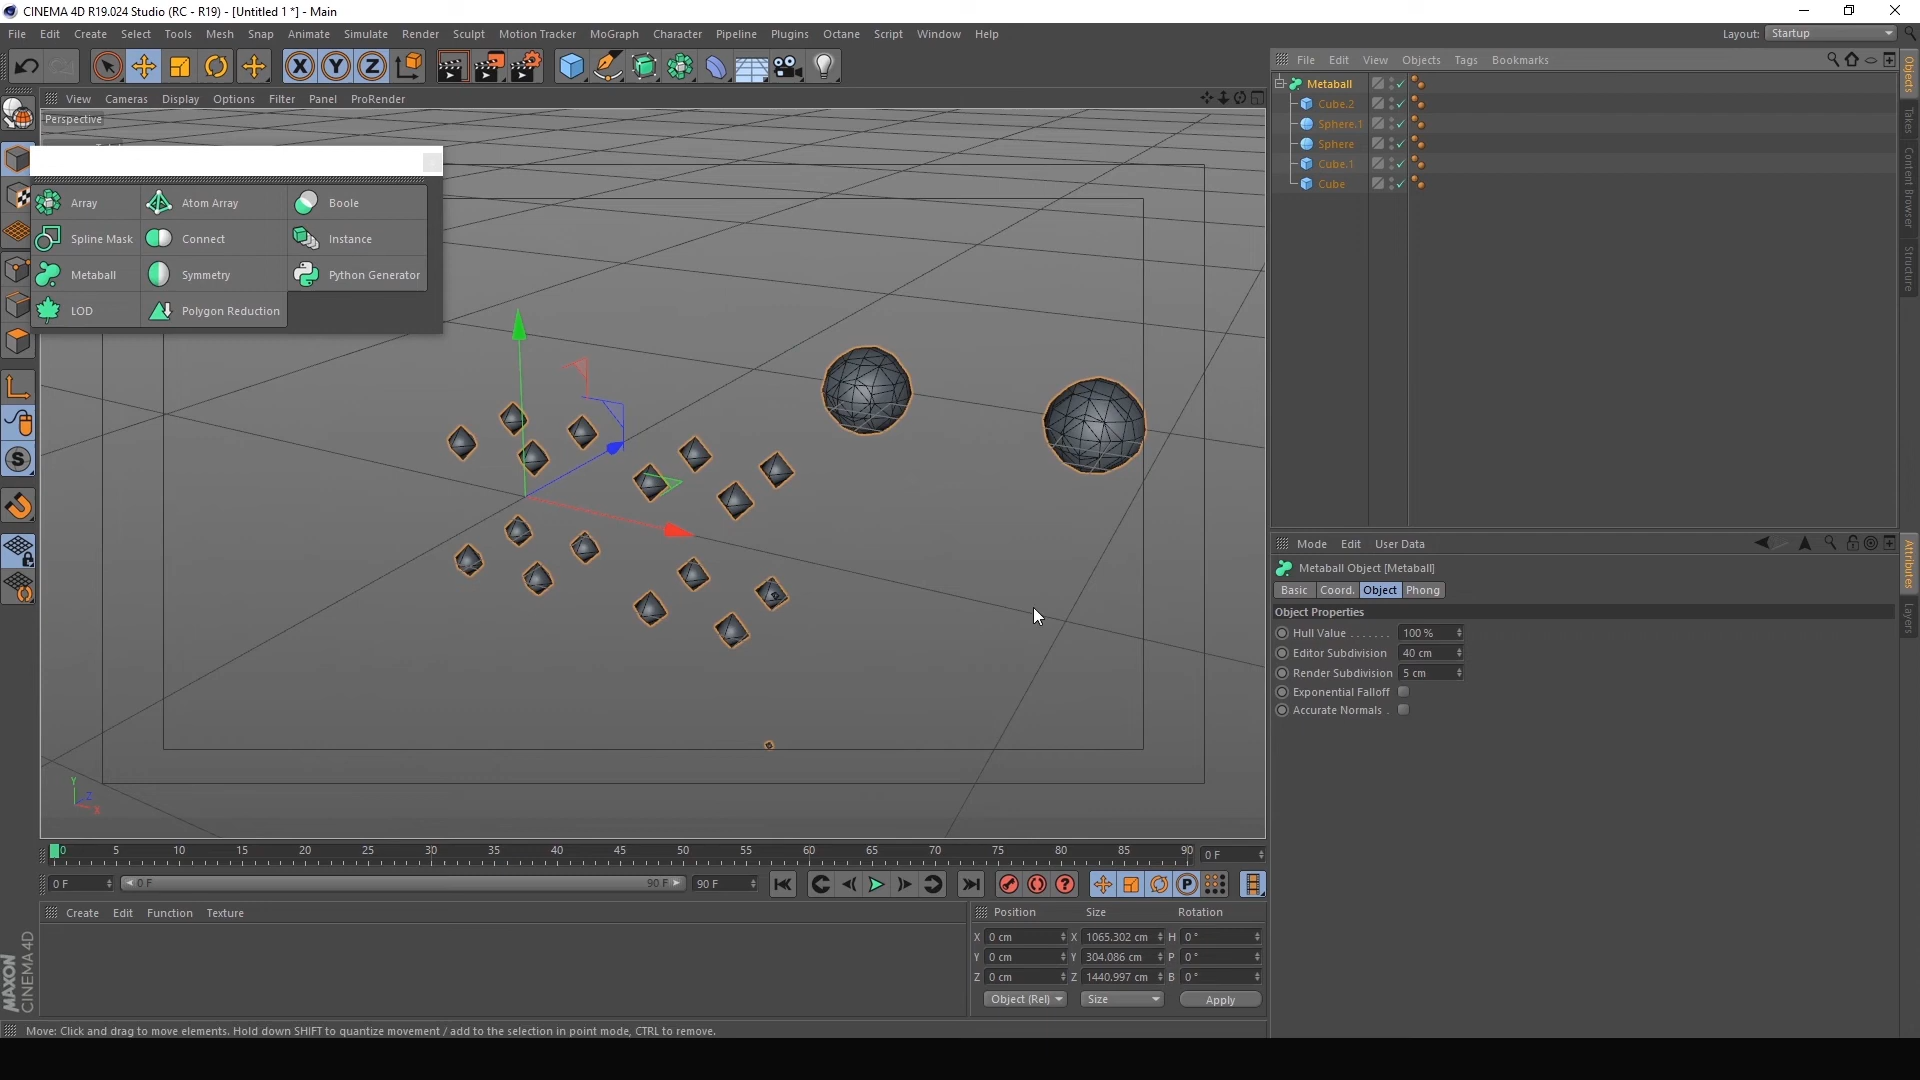 CINEMA 4D R19.024 Studio (RC - R19) - [Untitled 1 *] - Main
File Edit Create Select Tools Mesh Snap Animate Simulate Render Sculpt Motion Tracker MoGraph Character Pipeline Plugins Octane Script Window Help
Layout: Startup
X Y Z
View Cameras Display Options Filter Panel ProRender
Perspective
Array Atom Array Boole
Spline Mask Connect Instance
Metaball Symmetry Python Generator
LOD Polygon Reduction
Y
Z
X
S
0 5 10 15 20 25 30 35 40 45 50 55 60 65 70 75 80 85 90 0 F
0 F 0 F 90 F 90 F P
Create Edit Function Texture
MAXON
CINEMA 4D
Position Size Rotation
X 0 cm X 1065.302 cm H 0 °
Y 0 cm Y 304.086 cm P 0 °
Z 0 cm Z 1440.997 cm B 0 °
Object (Rel) Size Apply
Move: Click and drag to move elements. Hold down SHIFT to quantize movement / add to the selection in point mode, CTRL to remove.
File Edit View Objects Tags Bookmarks
Metaball
Cube.2
Sphere.1
Sphere
Cube.1
Cube
Objects
Takes
Content Browser
Structure
Mode Edit User Data
Metaball Object [Metaball]
Basic Coord. Object Phong
Object Properties
Hull Value . . . . . . . 100 %
Editor Subdivision 40 cm
Render Subdivision 5 cm
Exponential Falloff
Accurate Normals .
Attributes
Layers